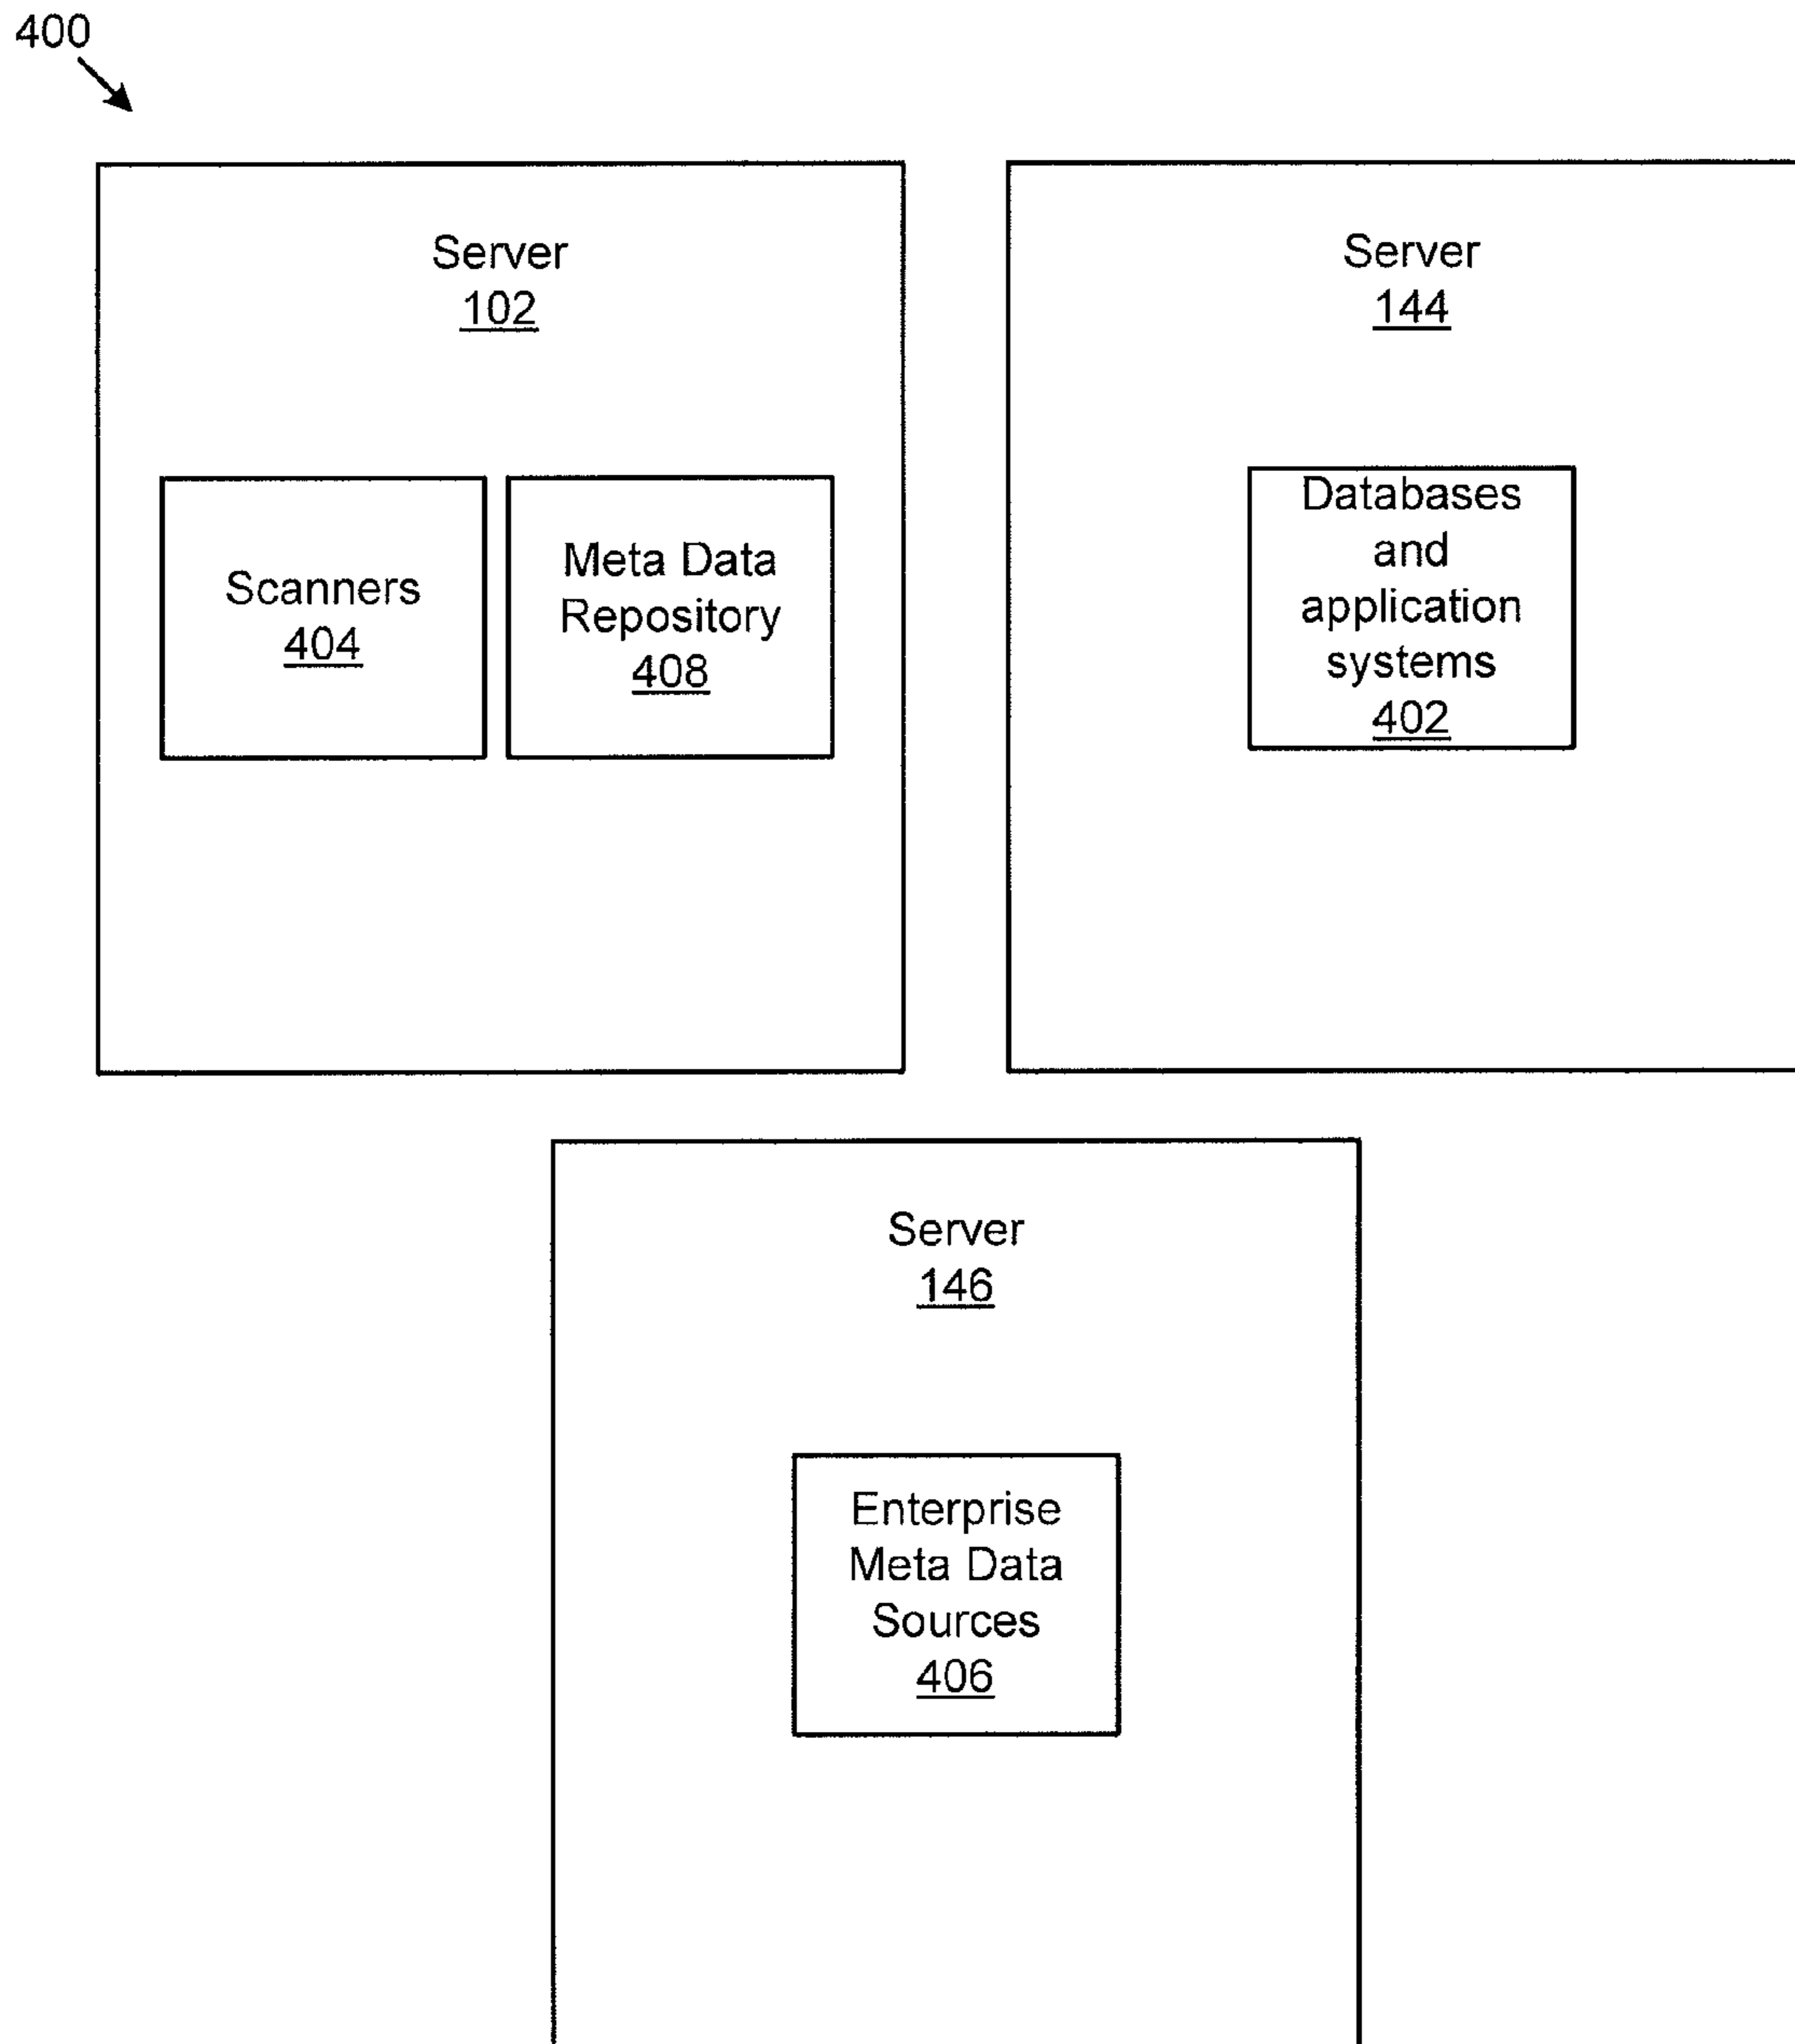 400
Server
102
Scanners
404
Meta Data
Repository
408
Server
144
Databases
and
application
systems
402
Server
146
Enterprise
Meta Data
Sources
406